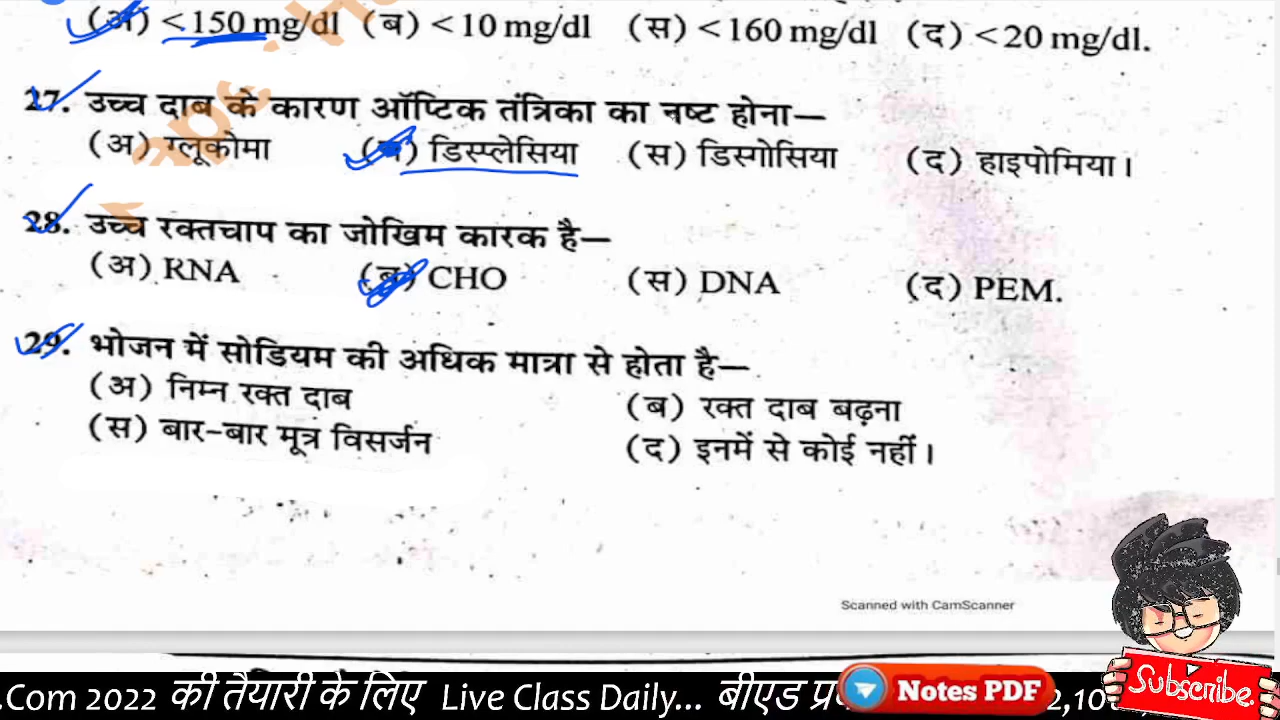 (अ) <150 mg/dl (ब) <10 mg/dl (स) <160 mg/dl (द) <20 mg/dl.
27. उच्च दाब के कारण ऑप्टिक तंत्रिका का नष्ट होना—
(अ) ग्लूकोमा (ब) डिस्प्लेसिया (स) डिस्गोसिया (द) हाइपोमिया।
28. उच्च रक्तचाप का जोखिम कारक है—
(अ) RNA (ब) CHO (स) DNA (द) PEM.
29. भोजन में सोडियम की अधिक मात्रा से होता है—
(अ) निम्न रक्त दाब (ब) रक्त दाब बढ़ना
(स) बार-बार मूत्र विसर्जन (द) इनमें से कोई नहीं।
Scanned with CamScanner
.Com 2022 की तैयारी के लिए Live Class Daily... बीएड Notes PDF
Subscribe